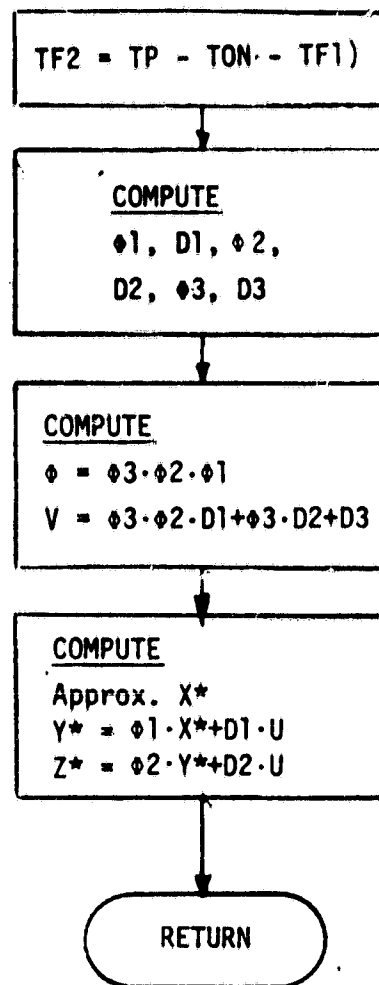 TF2 = TP - TON - TF1)
COMPUTE
Φ1, D1, Φ2,
D2, Φ3, D3
COMPUTE
Φ = Φ3·Φ2·Φ1
V = Φ3·Φ2·D1+Φ3·D2+D3
COMPUTE
Approx. X*
Y* = Φ1·X*+D1·U
Z* = Φ2·Y*+D2·U
RETURN